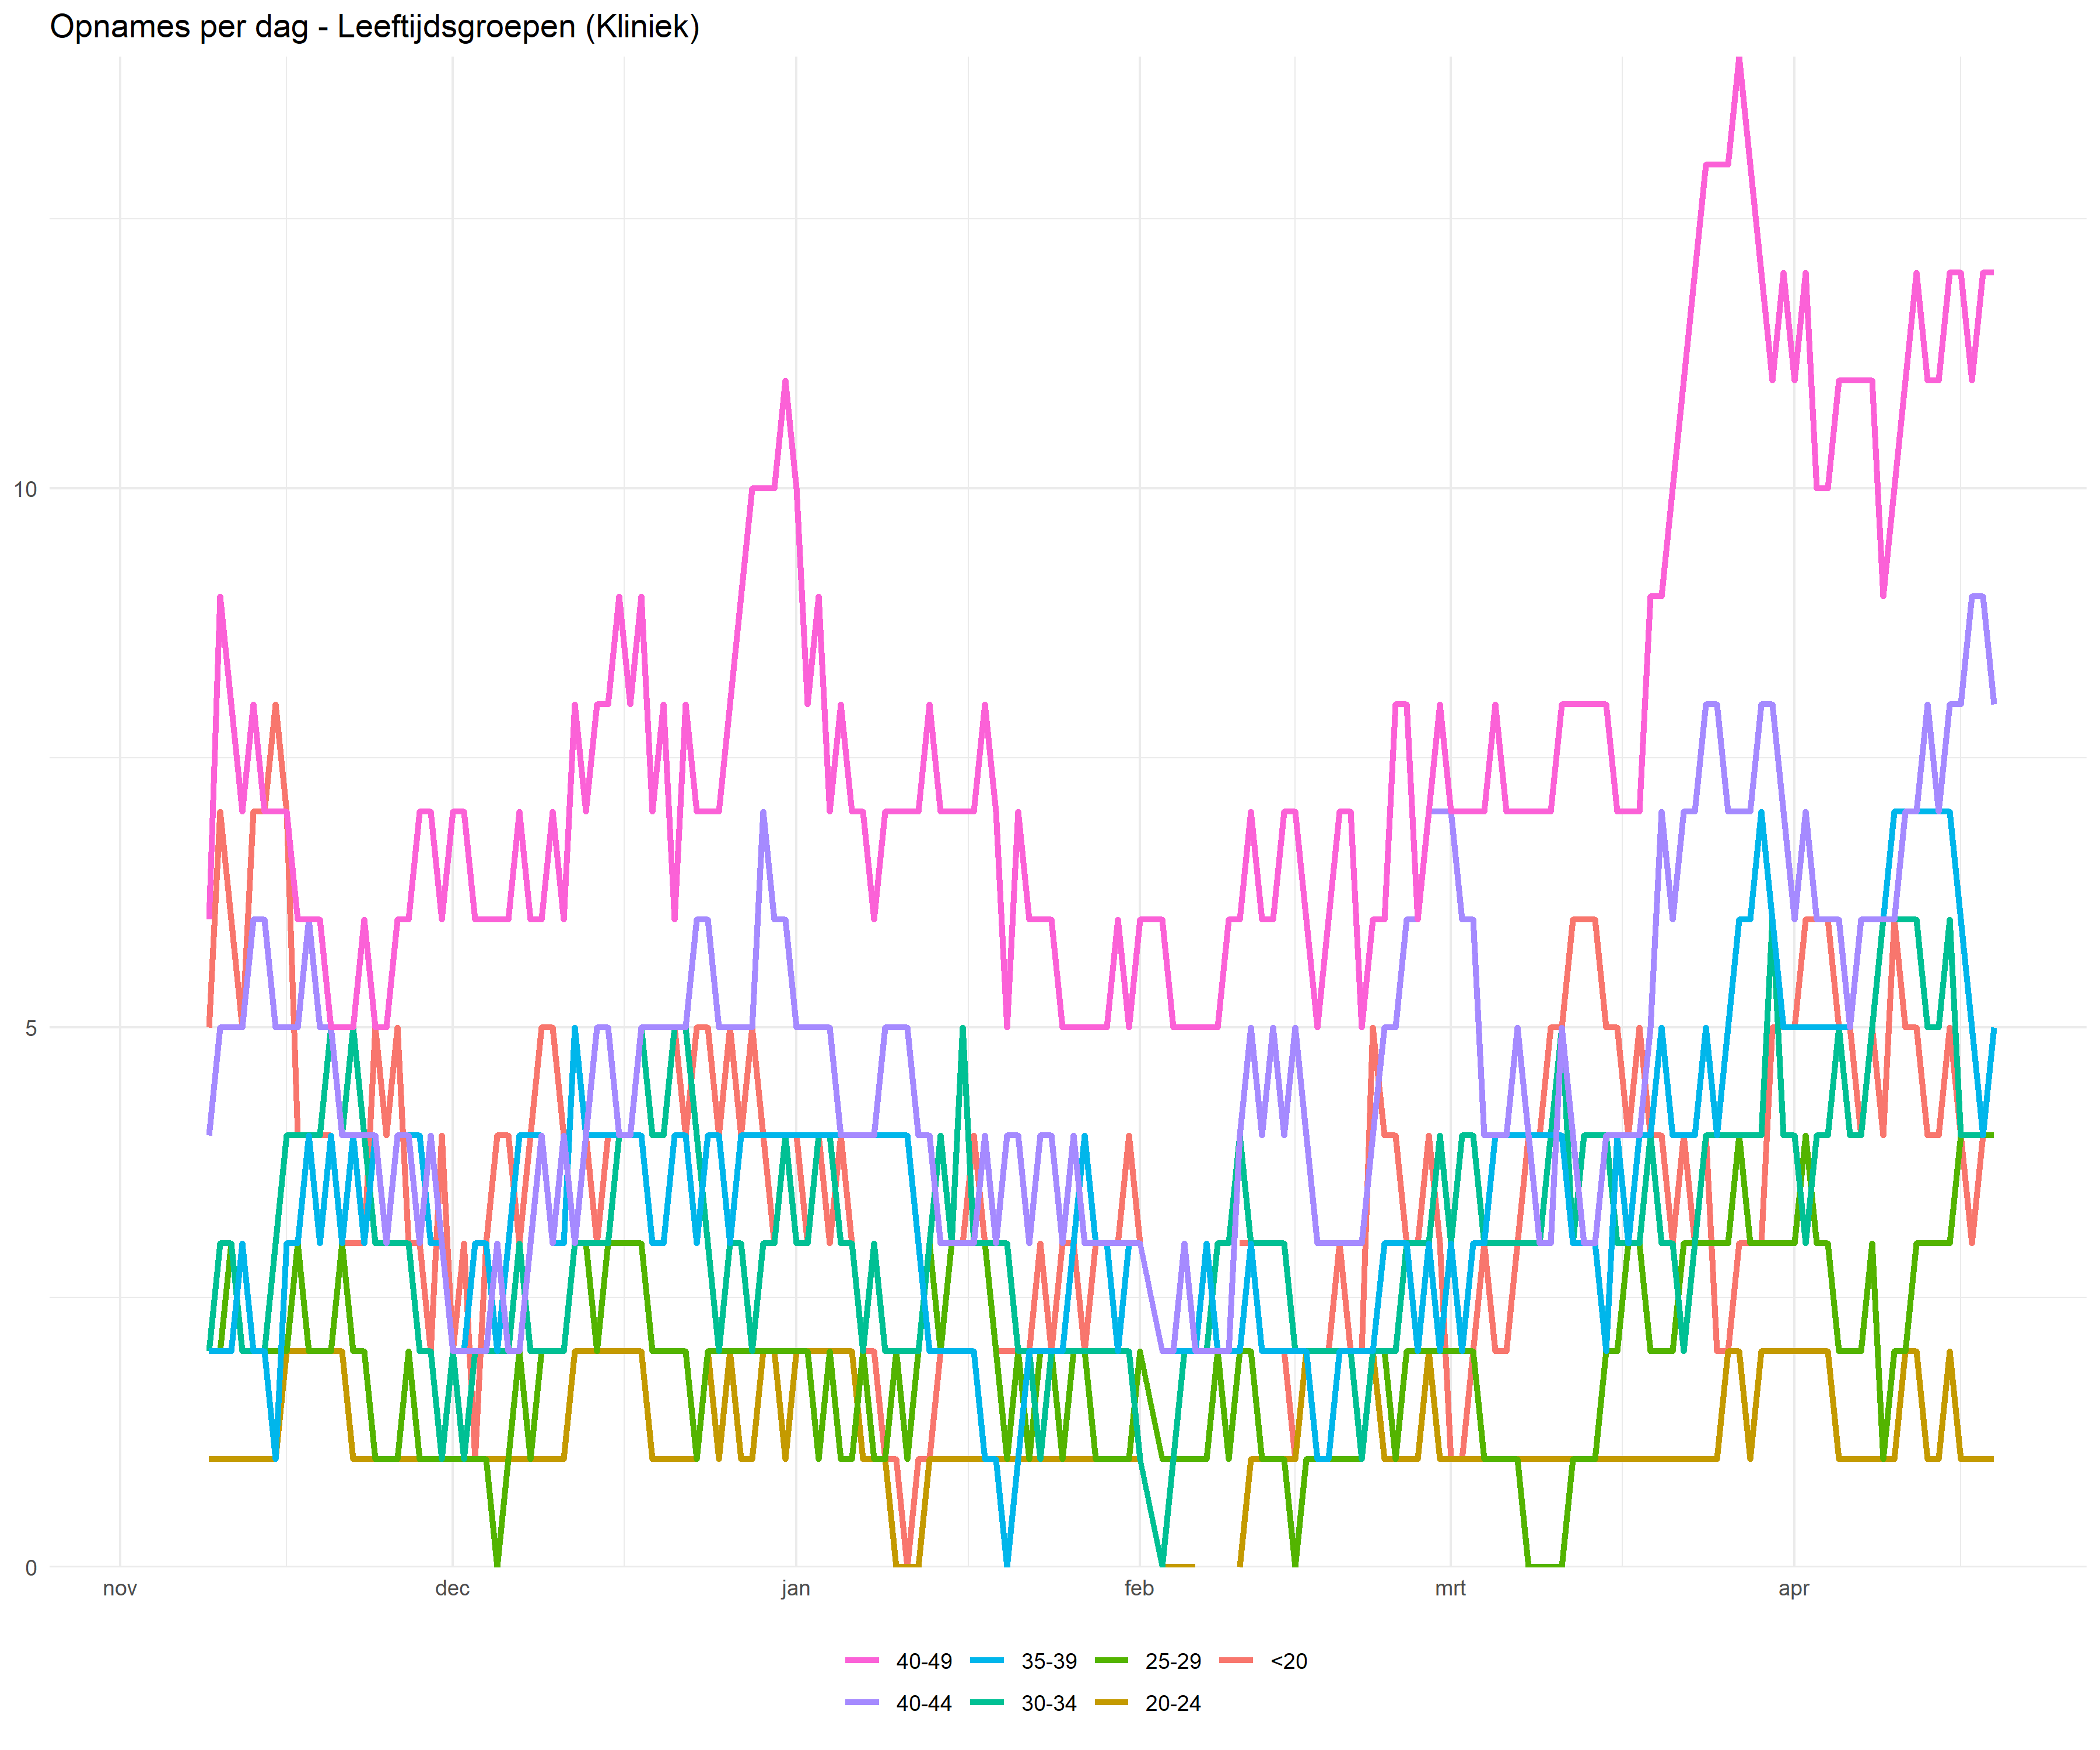 Opnames per dag - Leeftijdsgroepen (Kliniek)
10
5
0
nov dec jan feb mrt apr
40-49 35-39 25-29 <20
40-44 30-34 20-24